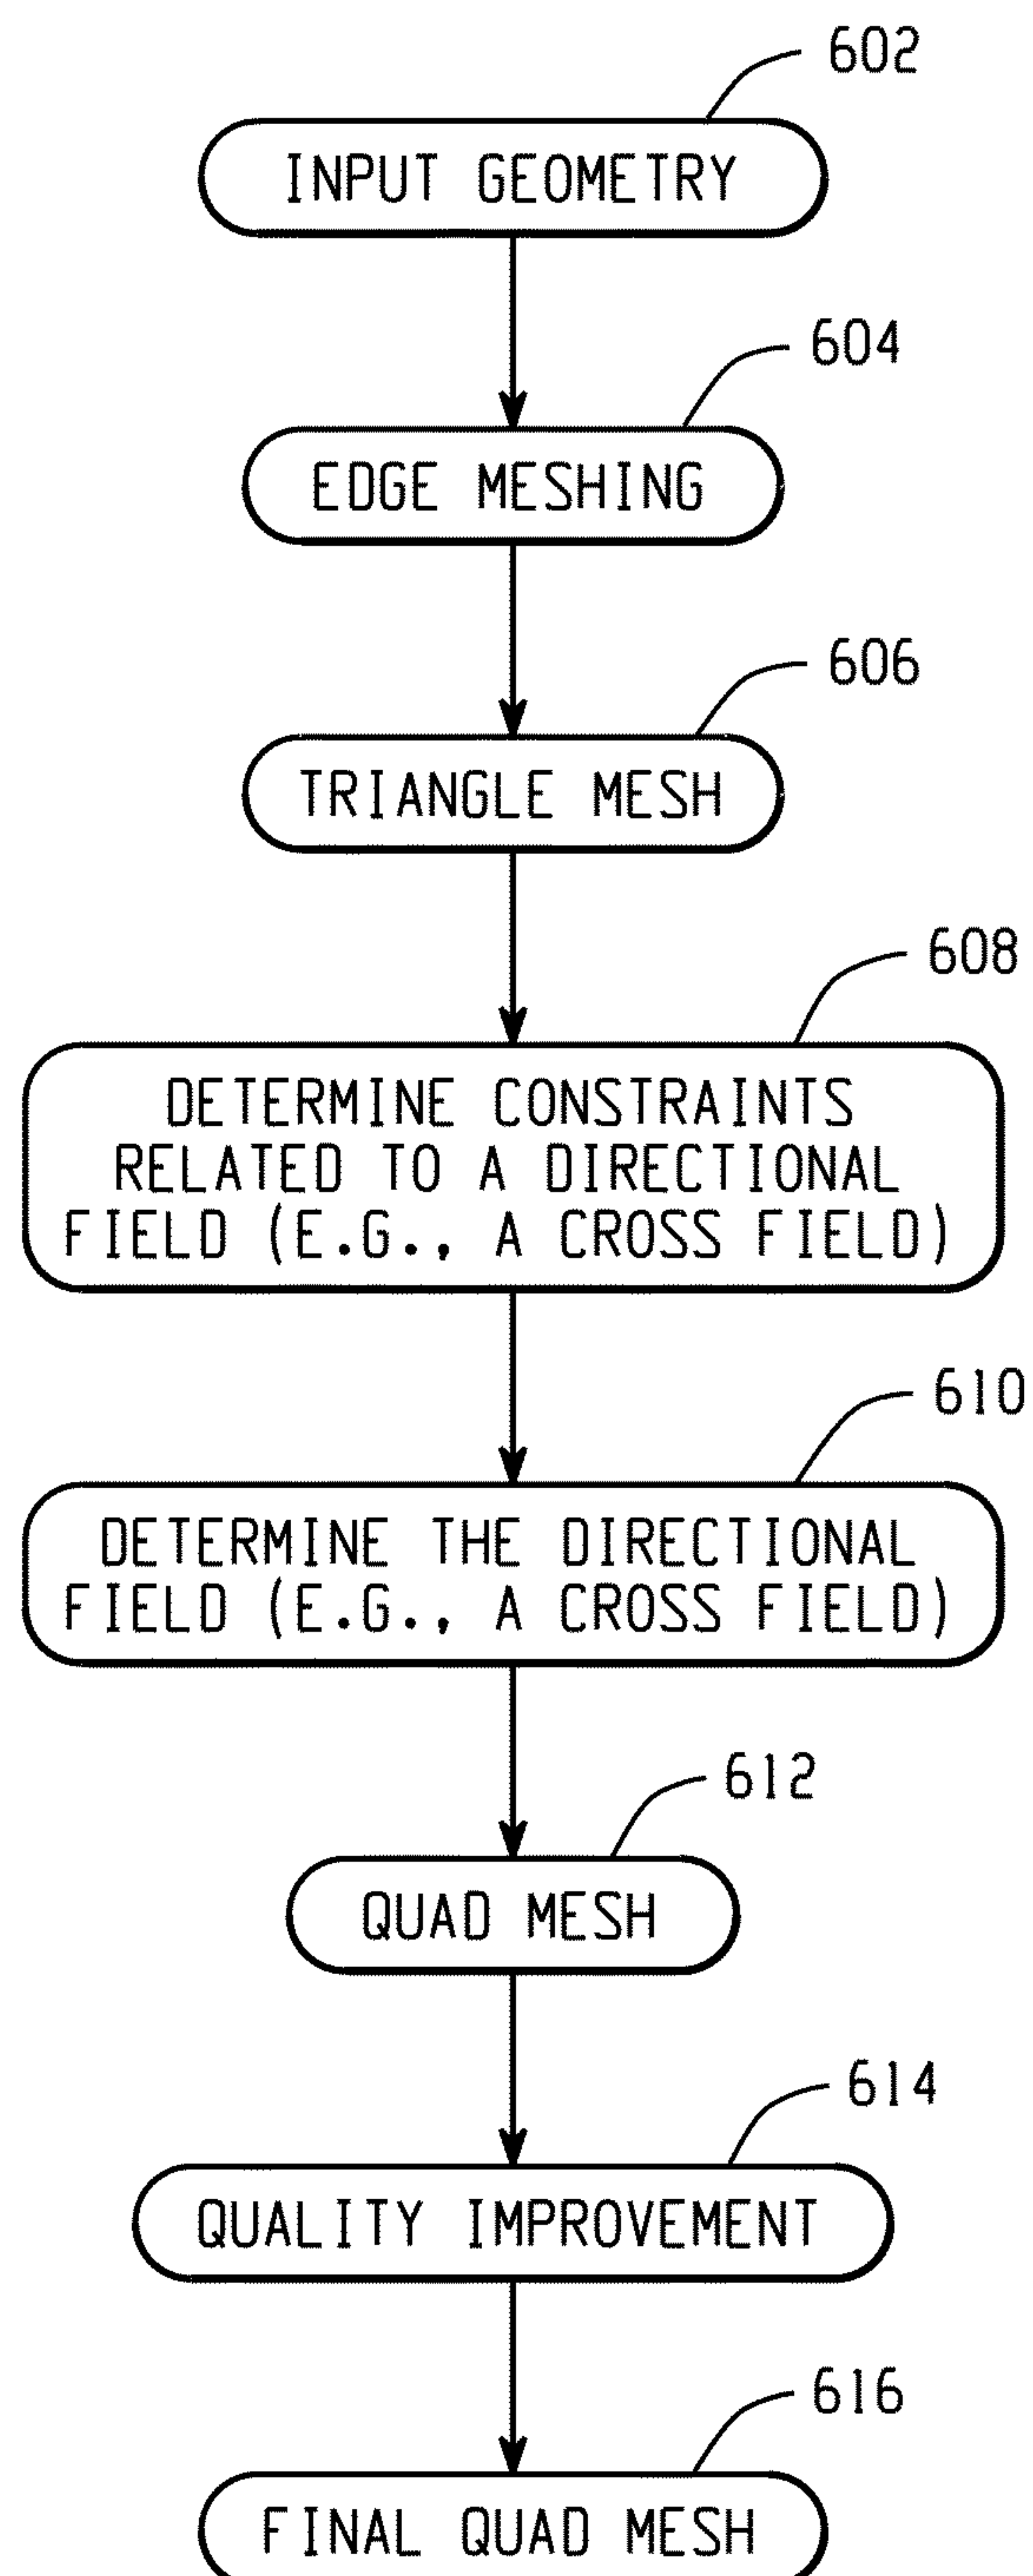 602
INPUT GEOMETRY
604
EDGE MESHING
606
TRIANGLE MESH
608
DETERMINE CONSTRAINTS
RELATED TO A DIRECTIONAL
FIELD (E.G., A CROSS FIELD)
610
DETERMINE THE DIRECTIONAL
FIELD (E.G., A CROSS FIELD)
612
QUAD MESH
614
QUALITY IMPROVEMENT
616
FINAL QUAD MESH